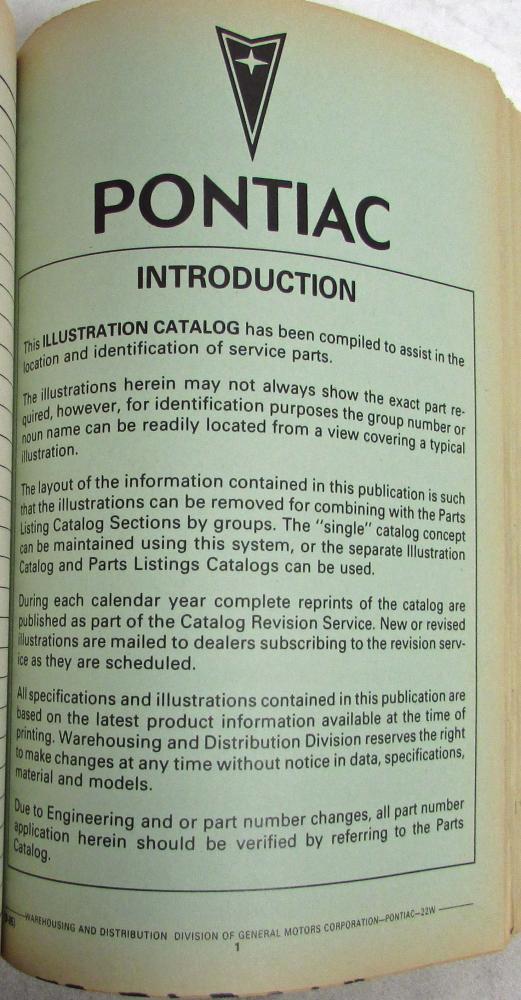 PONTIAC
INTRODUCTION
This ILLUSTRATION CATALOG has been compiled to assist in the
location and identification of service parts.
The illustrations herein may not always show the exact part re-
quired, however, for identification purposes the group number or
noun name can be readily located from a view covering a typical
illustration.
The layout of the information contained in this publication is such
that the illustrations can be removed for combining with the Parts
Listing Catalog Sections by groups. The "single" catalog concept
can be maintained using this system, or the separate Illustration
Catalog and Parts Listings Catalogs can be used.
During each calendar year complete reprints of the catalog are
published as part of the Catalog Revision Service. New or revised
illustrations are mailed to dealers subscribing to the revision serv-
ice as they are scheduled.
All specifications and illustrations contained in this publication are
based on the latest product information available at the time of
printing. Warehousing and Distribution Division reserves the right
to make changes at any time without notice in data, specifications,
material and models.
Due to Engineering and or part number changes, all part number
application herein should be verified by referring to the Parts
Catalog.
WAREHOUSING AND DISTRIBUTION DIVISION OF GENERAL MOTORS CORPORATION—PONTIAC—22W
1